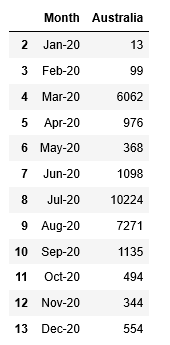 Month Australia
2 Jan-20 13
3 Feb-20 99
4 Mar-20 6062
5 Apr-20 976
6 May-20 368
7 Jun-20 1098
8 Jul-20 10224
9 Aug-20 7271
10 Sep-20 1135
11 Oct-20 494
12 Nov-20 344
13 Dec-20 554